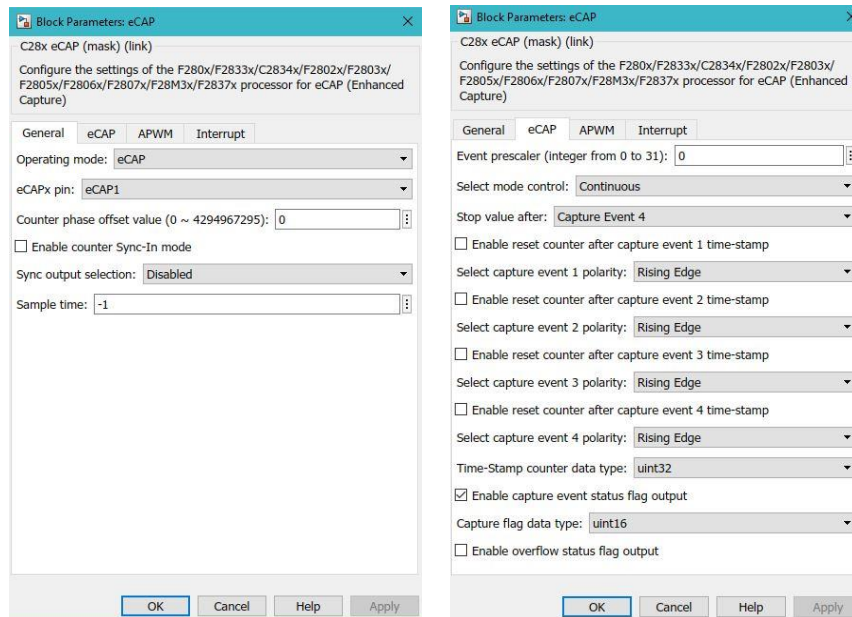 Block Parameters: eCAP
C28x eCAP (mask) (link)
Configure the settings of the F280x/F2833x/C2834x/F2802x/F2803x/
F2805x/F2806x/F2807x/F28M3x/F2837x processor for eCAP (Enhanced
Capture)
General eCAP APWM Interrupt
Operating mode: eCAP
eCAPx pin: eCAP1
Counter phase offset value (0 ~ 4294967295): 0
Enable counter Sync-In mode
Sync output selection: Disabled
Sample time: -1
OK Cancel Help Apply
Block Parameters: eCAP
C28x eCAP (mask) (link)
Configure the settings of the F280x/F2833x/C2834x/F2802x/F2803x/
F2805x/F2806x/F2807x/F28M3x/F2837x processor for eCAP (Enhanced
Capture)
General eCAP APWM Interrupt
Event prescaler (integer from 0 to 31): 0
Select mode control: Continuous
Stop value after: Capture Event 4
Enable reset counter after capture event 1 time-stamp
Select capture event 1 polarity: Rising Edge
Enable reset counter after capture event 2 time-stamp
Select capture event 2 polarity: Rising Edge
Enable reset counter after capture event 3 time-stamp
Select capture event 3 polarity: Rising Edge
Enable reset counter after capture event 4 time-stamp
Select capture event 4 polarity: Rising Edge
Time-Stamp counter data type: uint32
Enable capture event status flag output
Capture flag data type: uint16
Enable overflow status flag output
OK Cancel Help Apply